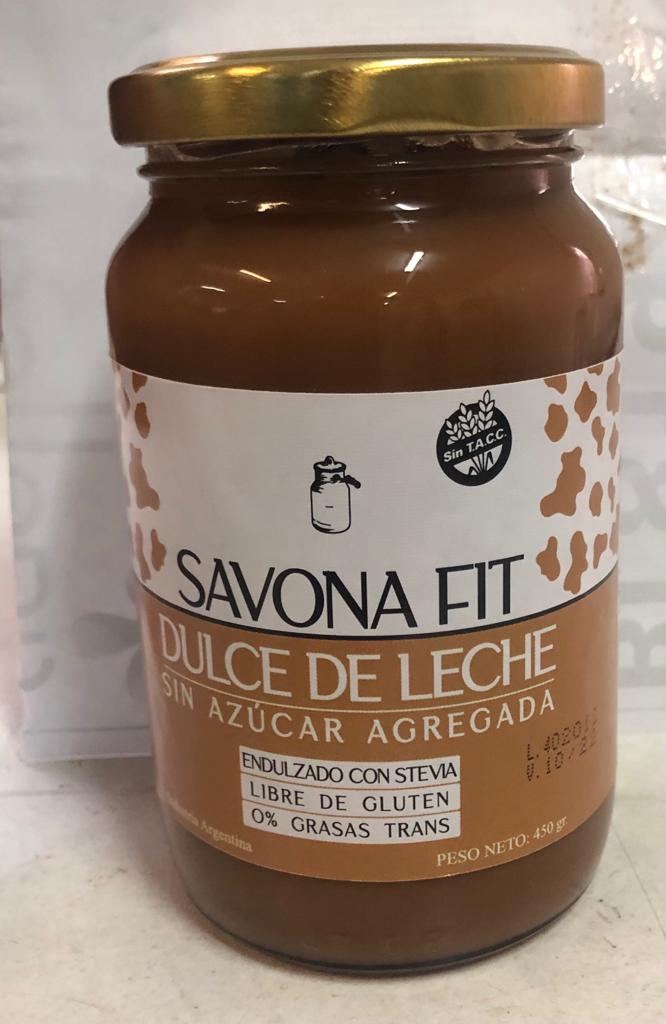 Sin T.A.C.C.
SAVONA FIT
DULCE DE LECHE
SIN AZÚCAR AGREGADA
ENDULZADO CON STEVIA
LIBRE DE GLUTEN
0% GRASAS TRANS
Industria Argentina
PESO NETO: 450 gr.